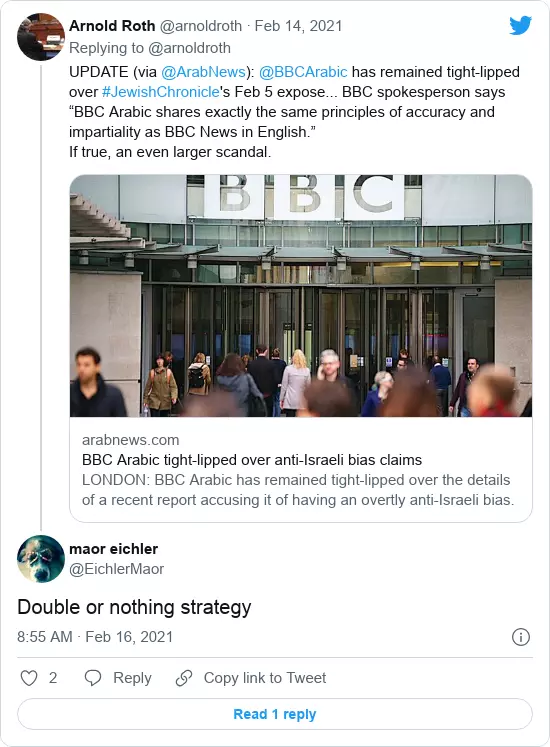 Arnold Roth @arnoldroth · Feb 14, 2021
Replying to @arnoldroth
UPDATE (via @ArabNews): @BBCArabic has remained tight-lipped
over #JewishChronicle's Feb 5 expose... BBC spokesperson says
“BBC Arabic shares exactly the same principles of accuracy and
impartiality as BBC News in English.”
If true, an even larger scandal.
BBC
arabnews.com
BBC Arabic tight-lipped over anti-Israeli bias claims
LONDON: BBC Arabic has remained tight-lipped over the details
of a recent report accusing it of having an overtly anti-Israeli bias.
maor eichler
@EichlerMaor
Double or nothing strategy
8:55 AM · Feb 16, 2021
2 Reply Copy link to Tweet
Read 1 reply